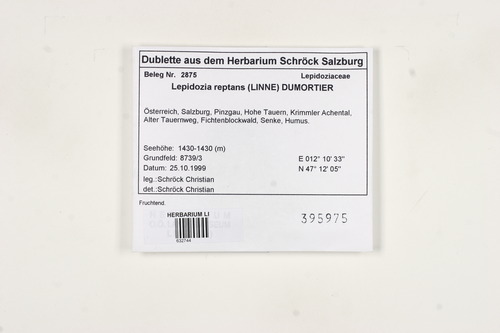 Dublette aus dem Herbarium Schröck Salzburg
Beleg Nr. 2875 Lepidoziaceae
Lepidozia reptans (LINNE) DUMORTIER
Österreich, Salzburg, Pinzgau, Hohe Tauern, Krimmler Achental,
Alter Tauernweg, Fichtenblockwald, Senke, Humus.
Seehöhe: 1430-1430 (m)
Grundfeld: 8739/3 E 012° 10' 33''
Datum: 25.10.1999 N 47° 12' 05''
leg.:Schröck Christian
det.:Schröck Christian
Fruchtend.
HERBARIUM LI
632744
395975